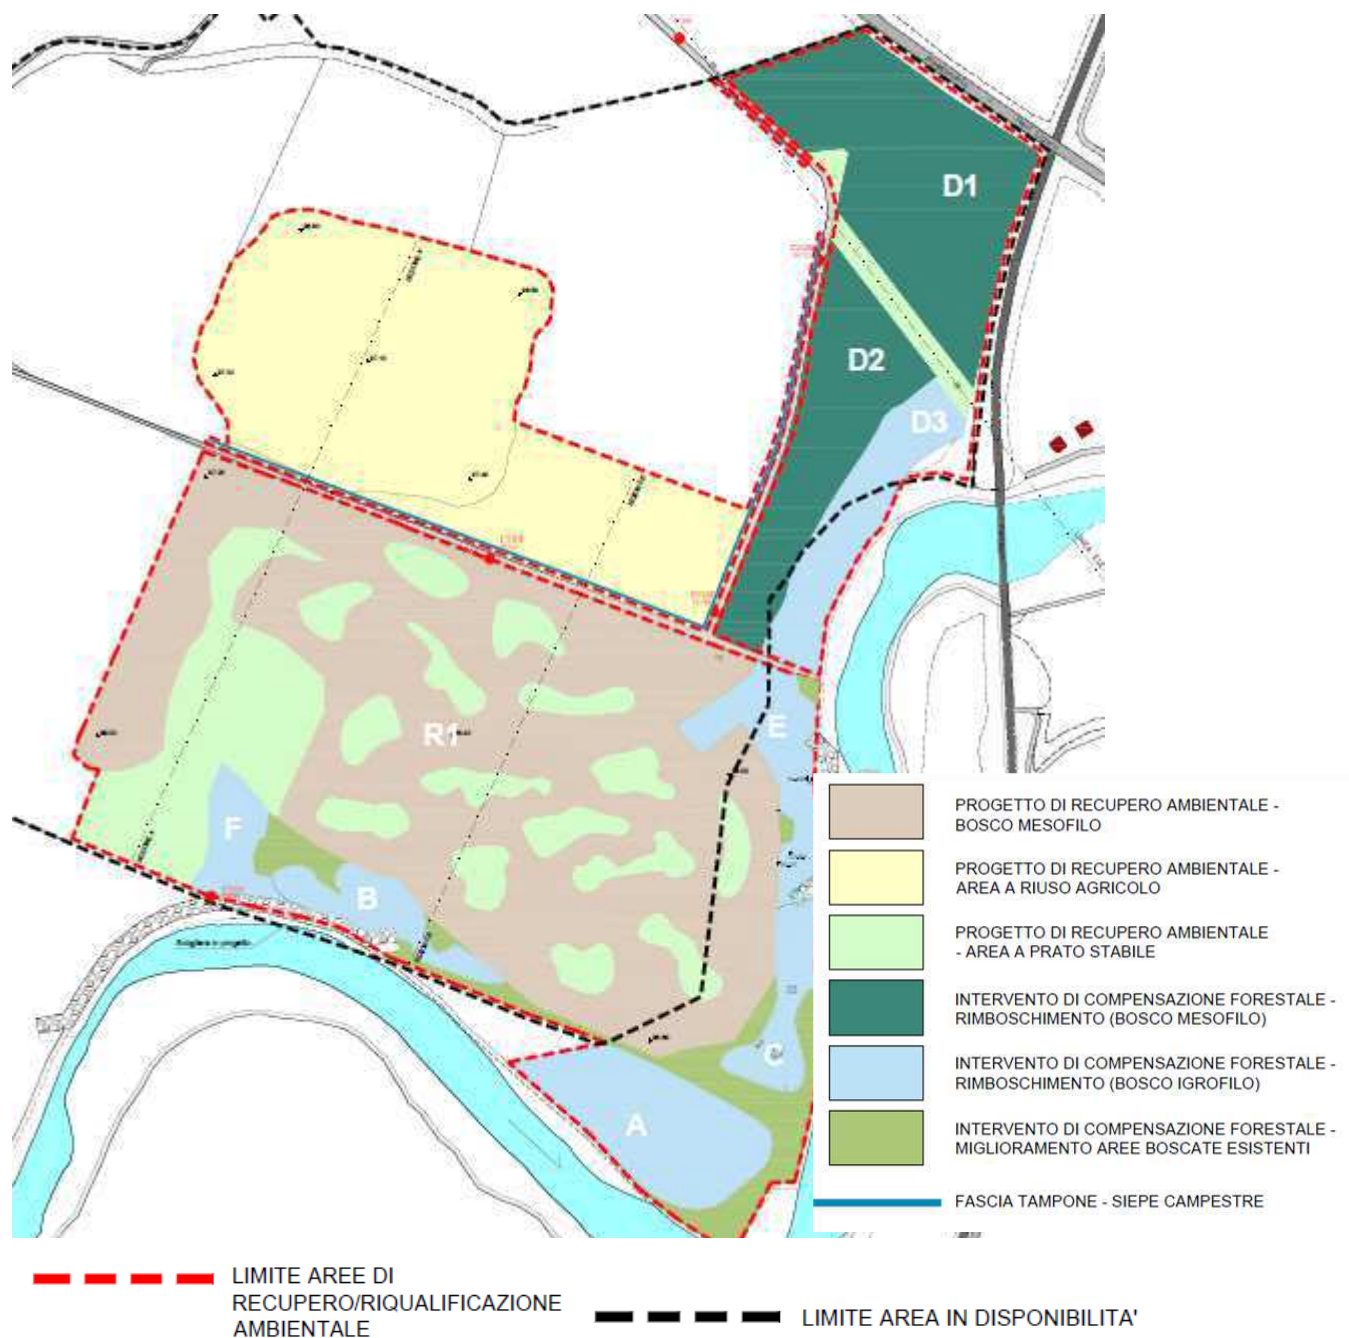 D1
D2
D3
R1
E
F
B
C
A
Scogliera in progetto
PROGETTO DI RECUPERO AMBIENTALE -
BOSCO MESOFILO
PROGETTO DI RECUPERO AMBIENTALE -
AREA A RIUSO AGRICOLO
PROGETTO DI RECUPERO AMBIENTALE
- AREA A PRATO STABILE
INTERVENTO DI COMPENSAZIONE FORESTALE -
RIMBOSCHIMENTO (BOSCO MESOFILO)
INTERVENTO DI COMPENSAZIONE FORESTALE -
RIMBOSCHIMENTO (BOSCO IGROFILO)
INTERVENTO DI COMPENSAZIONE FORESTALE -
MIGLIORAMENTO AREE BOSCATE ESISTENTI
FASCIA TAMPONE - SIEPE CAMPESTRE
LIMITE AREE DI
RECUPERO/RIQUALIFICAZIONE
AMBIENTALE
LIMITE AREA IN DISPONIBILITA'